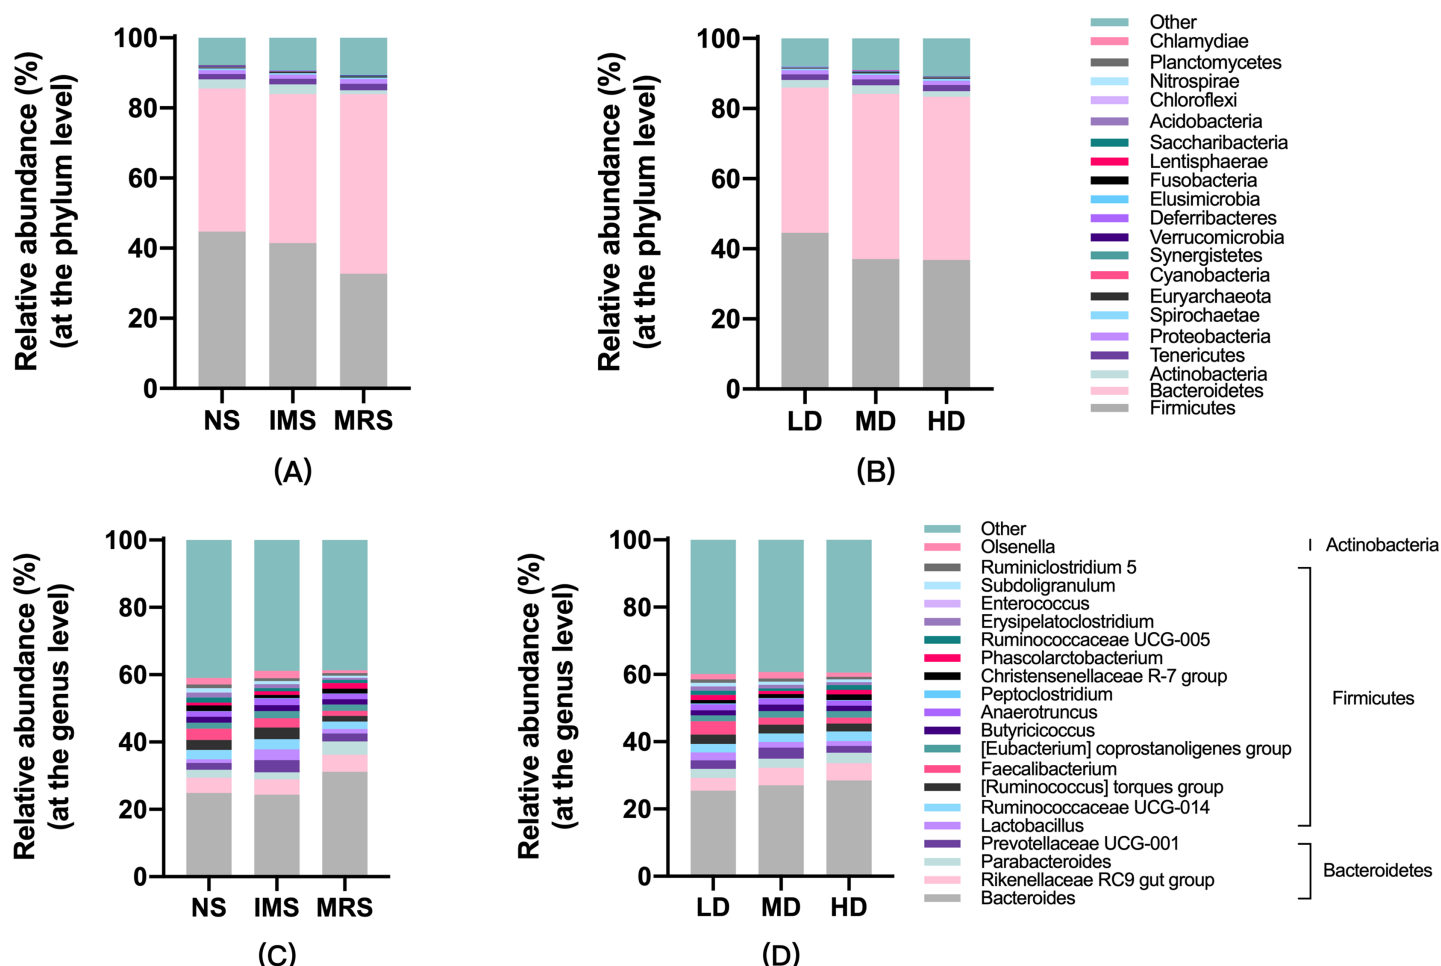 Relative abundance (%)
(at the phylum level)
100
80
60
40
20
0
NS
IMS
MRS
(A)
Relative abundance (%)
(at the phylum level)
100
80
60
40
20
0
LD
MD
HD
(B)
Other
Chlamydiae
Planctomycetes
Nitrospirae
Chloroflexi
Acidobacteria
Saccharibacteria
Lentisphaerae
Fusobacteria
Elusimicrobia
Deferribacteres
Verrucomicrobia
Synergistetes
Cyanobacteria
Euryarchaeota
Spirochaetae
Proteobacteria
Tenericutes
Actinobacteria
Bacteroidetes
Firmicutes
Relative abundance (%)
(at the genus level)
100
80
60
40
20
0
NS
IMS
MRS
(C)
Relative abundance (%)
(at the genus level)
100
80
60
40
20
0
LD
MD
HD
(D)
Other
Olsenella
Ruminiclostridium 5
Subdoligranulum
Enterococcus
Erysipelatoclostridium
Ruminococcaceae UCG-005
Phascolarctobacterium
Christensenellaceae R-7 group
Peptoclostridium
Anaerotruncus
Butyricicoccus
[Eubacterium] coprostanoligenes group
Faecalibacterium
[Ruminococcus] torques group
Ruminococcaceae UCG-014
Lactobacillus
Prevotellaceae UCG-001
Parabacteroides
Rikenellaceae RC9 gut group
Bacteroides
Actinobacteria
Firmicutes
Bacteroidetes